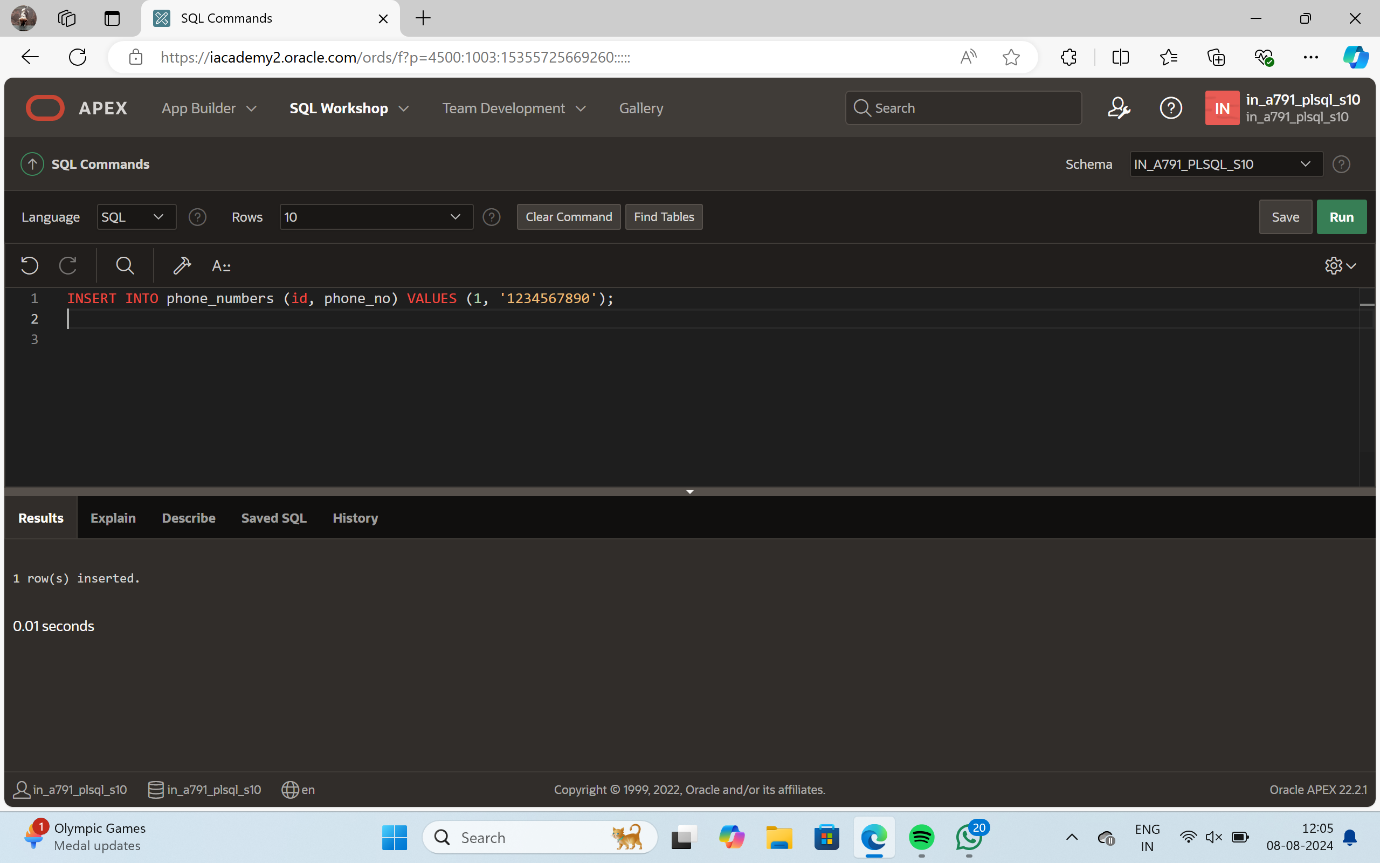 SQL Commands
https://iacademy2.oracle.com/ords/f?p=4500:1003:15355725669260:::::
APEX App Builder SQL Workshop Team Development Gallery Search IN in_a791_plsql_s10
in_a791_plsql_s10
SQL Commands Schema IN_A791_PLSQL_S10
Language SQL Rows 10 Clear Command Find Tables Save Run
1 INSERT INTO phone_numbers (id, phone_no) VALUES (1, '1234567890');
2
3
Results Explain Describe Saved SQL History
1 row(s) inserted.
0.01 seconds
in_a791_plsql_s10 in_a791_plsql_s10 en Copyright © 1999, 2022, Oracle and/or its affiliates. Oracle APEX 22.2.1
1 Olympic Games
Medal updates
Search
20
ENG
IN
12:05
08-08-2024